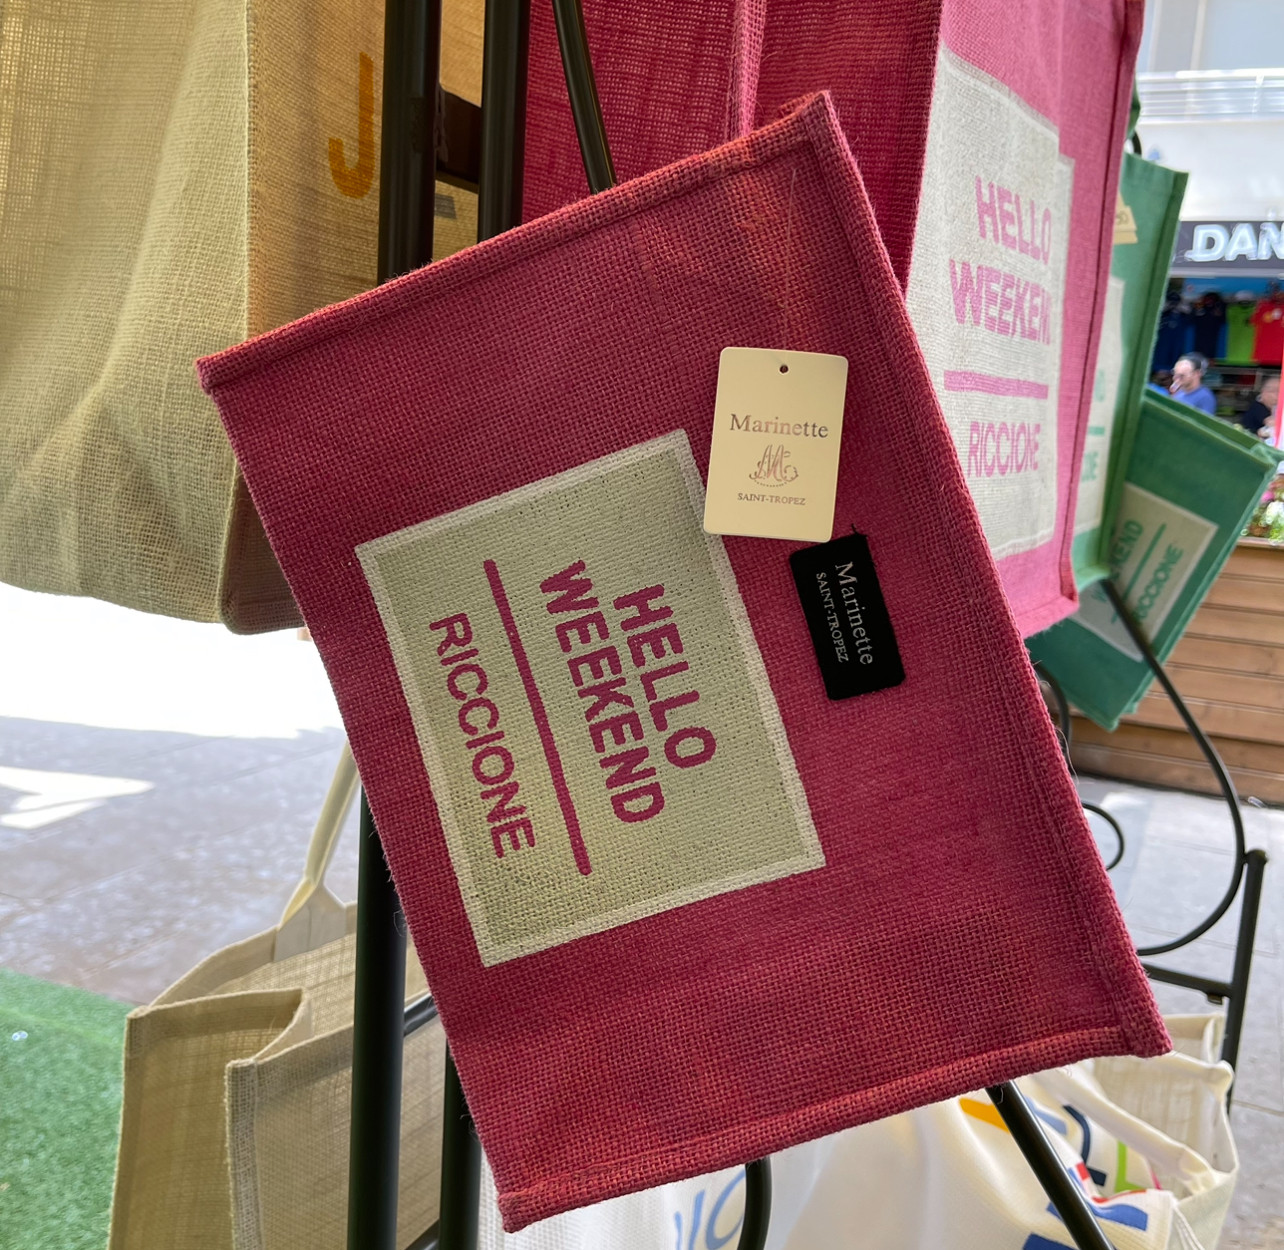 HELLO
WEEKEND
RICCIONE
Marinette
SAINT-TROPEZ
Marinette
SAINT-TROPEZ
HELLO
WEEKEN
RICCIONE
J
DAN
RICCIONE